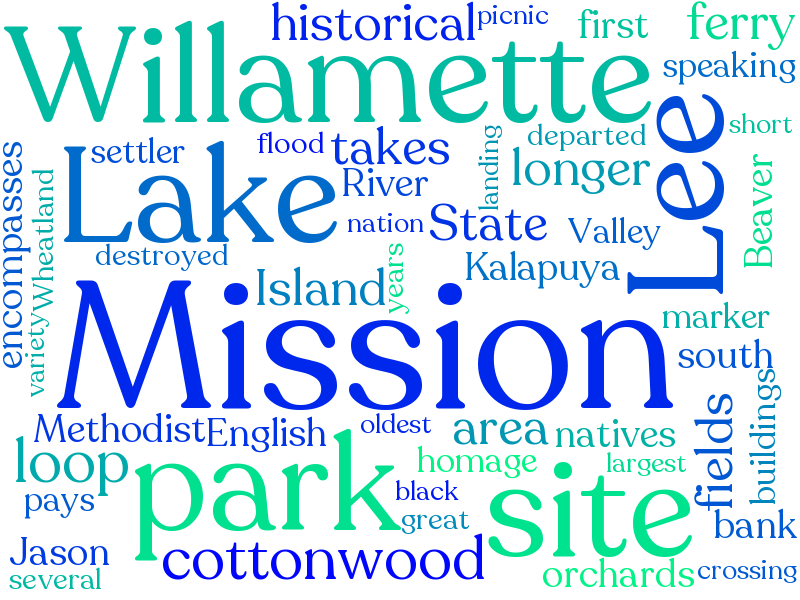 historical
picnic
first
ferry
Willamette
speaking
settler
flood
takes
landing
departed
short
longer
Lee
Lake
River
nation
State
Valley
Beaver
encompasses
Wheatland
destroyed
Island
years
Kalapuya
variety
Mission
marker
south
Methodist
English
oldest
area
natives
fields
buildings
loop
park
homage
largest
site
pays
black
great
bank
Jason
cottonwood
several
orchards
crossing